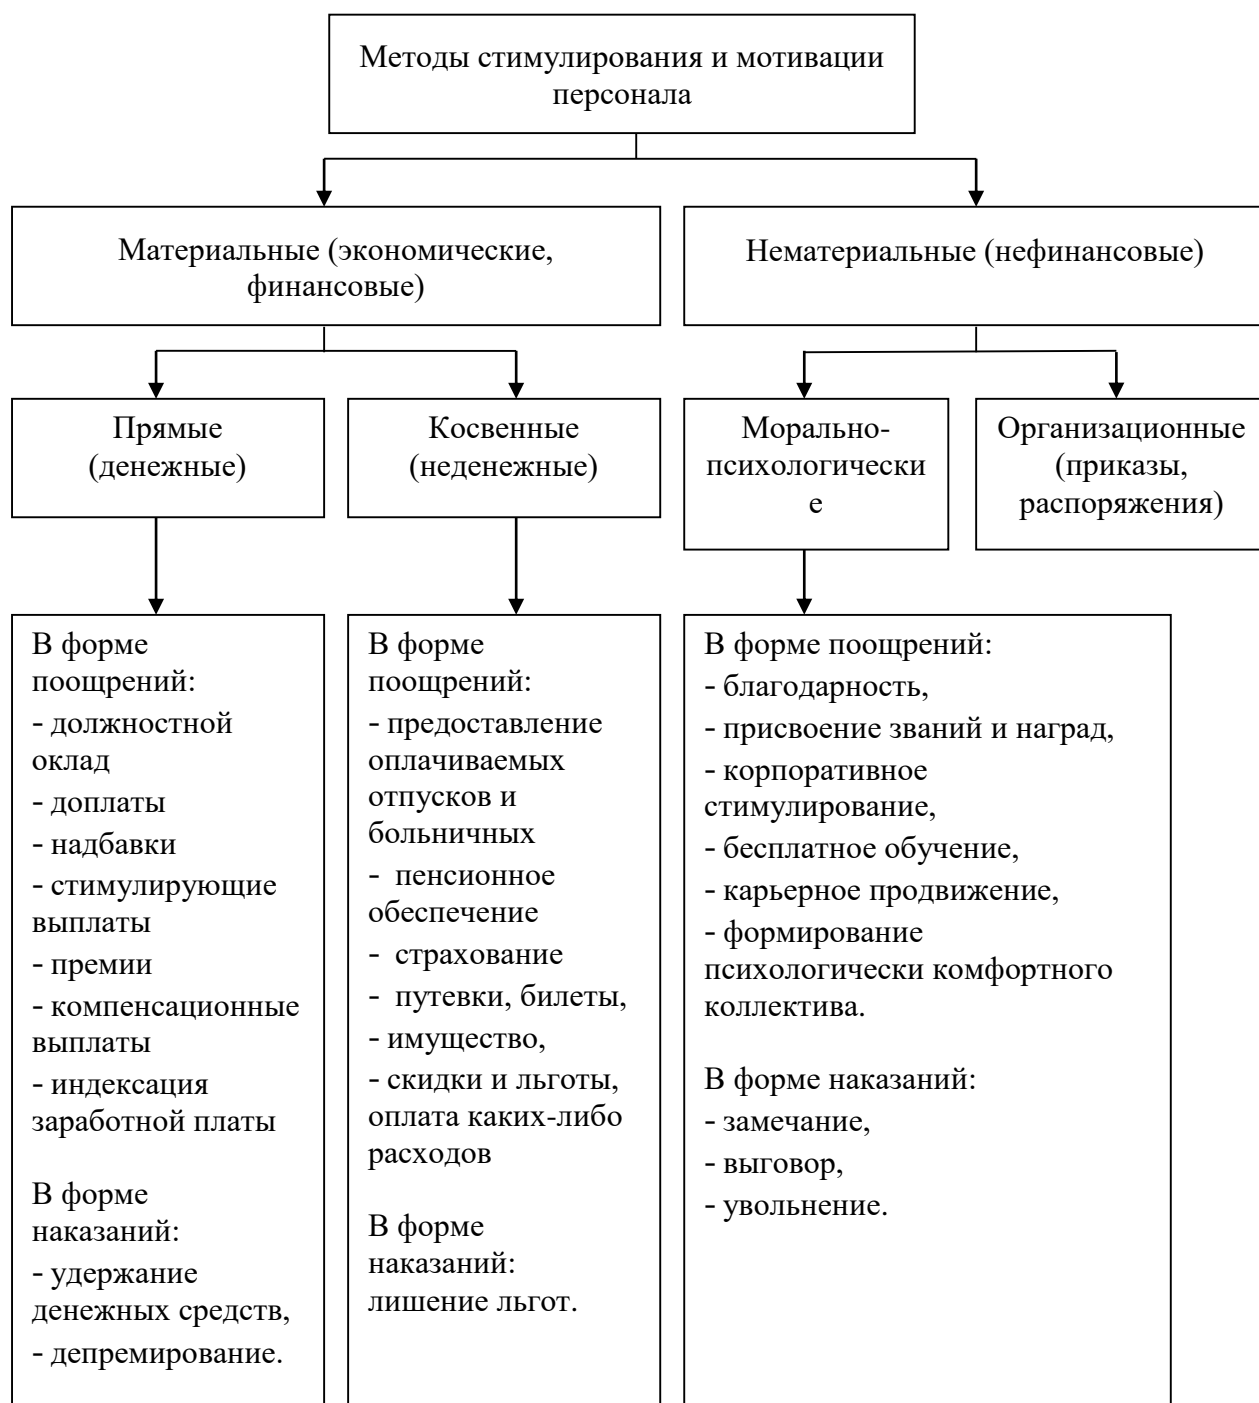 Методы стимулирования и мотивации
персонала
Материальные (экономические,
финансовые)
Нематериальные (нефинансовые)
Прямые
(денежные)
Косвенные
(неденежные)
Морально-
психологически
е
Организационные
(приказы,
распоряжения)
В форме
поощрений:
- должностной
оклад
- доплаты
- надбавки
- стимулирующие
выплаты
- премии
- компенсационные
выплаты
- индексация
заработной платы
В форме
наказаний:
- удержание
денежных средств,
- депремирование.
В форме
поощрений:
- предоставление
оплачиваемых
отпусков и
больничных
- пенсионное
обеспечение
- страхование
- путевки, билеты,
- имущество,
- скидки и льготы,
оплата каких-либо
расходов
В форме
наказаний:
лишение льгот.
В форме поощрений:
- благодарность,
- присвоение званий и наград,
- корпоративное
стимулирование,
- бесплатное обучение,
- карьерное продвижение,
- формирование
психологически комфортного
коллектива.
В форме наказаний:
- замечание,
- выговор,
- увольнение.